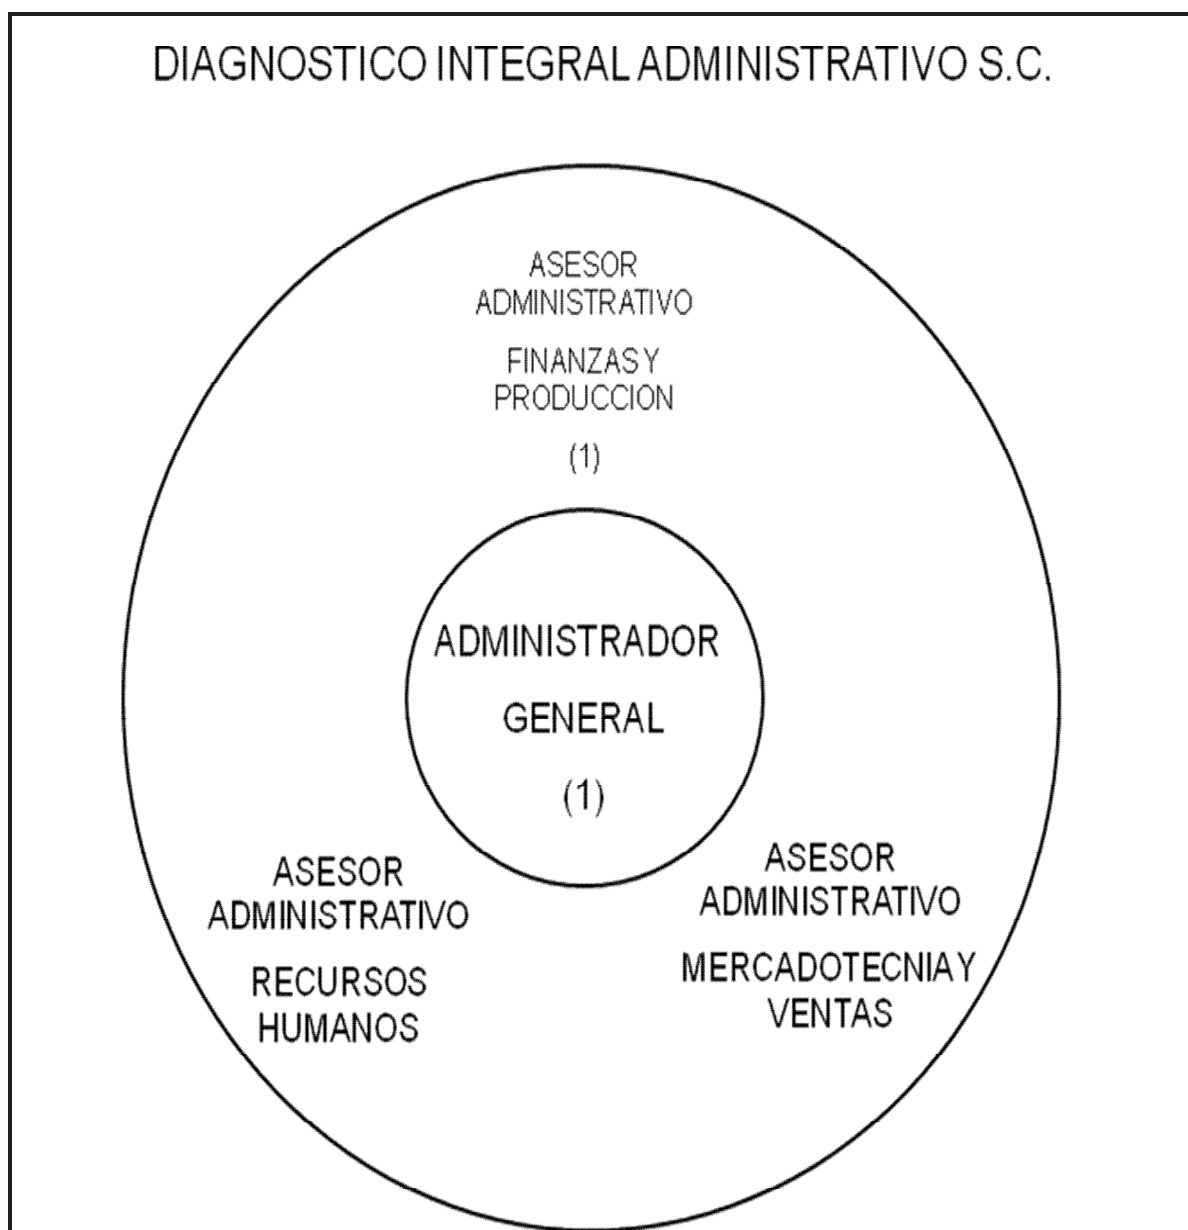 DIAGNOSTICO INTEGRAL ADMINISTRATIVO S.C.
ASESOR
ADMINISTRATIVO
FINANZAS Y
PRODUCCION
(1)
ADMINISTRADOR
GENERAL
(1)
ASESOR
ADMINISTRATIVO
RECURSOS
HUMANOS
ASESOR
ADMINISTRATIVO
MERCADOTECNIA Y
VENTAS